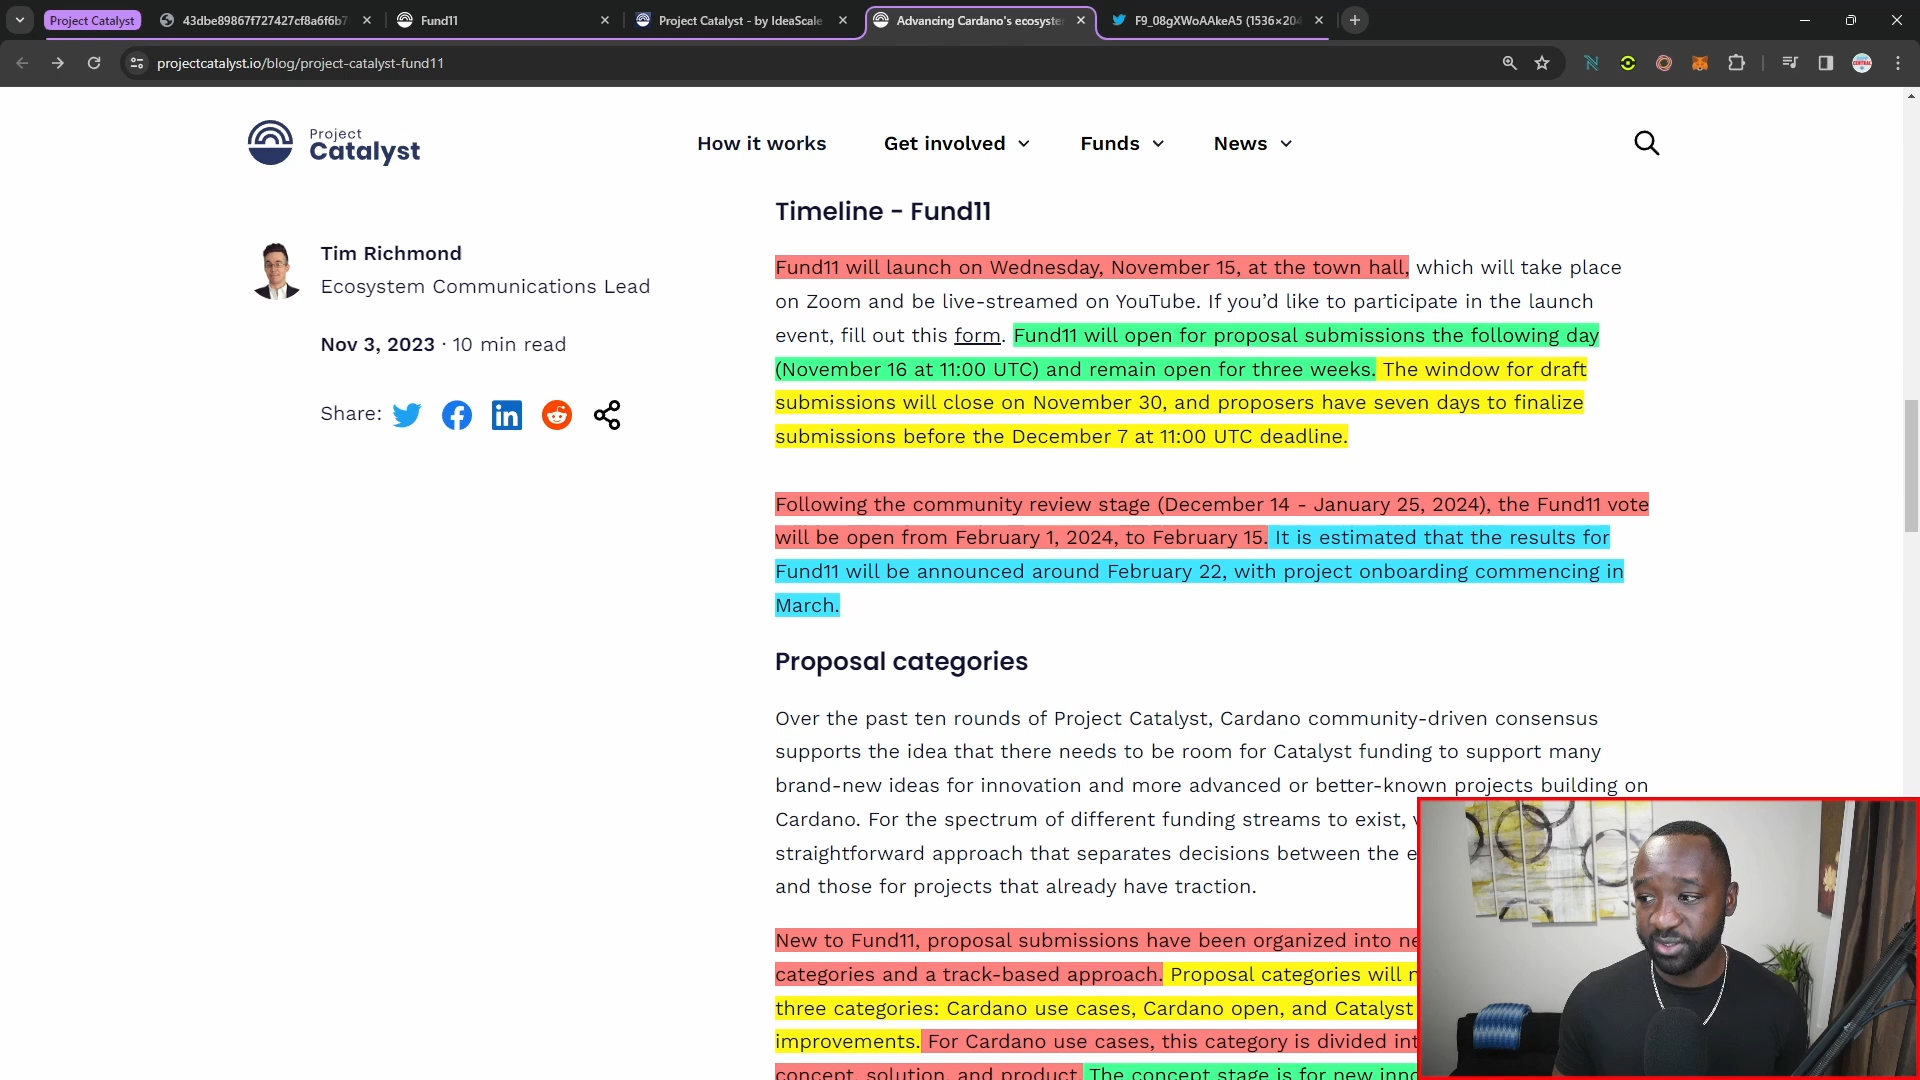 Project Catalyst
43dbe89867f727427cf8a6f6b7
Fund11
Project Catalyst - by IdeaScale
Advancing Cardano's ecosyste
F9_08gXWoAAkeA5 (1536×204
projectcatalyst.io/blog/project-catalyst-fund11
Project
Catalyst
How it works
Get involved
Funds
News
Tim Richmond
Ecosystem Communications Lead
Nov 3, 2023 · 10 min read
Share:
Timeline - Fund11
Fund11 will launch on Wednesday, November 15, at the town hall, which will take place
on Zoom and be live-streamed on YouTube. If you’d like to participate in the launch
event, fill out this form. Fund11 will open for proposal submissions the following day
(November 16 at 11:00 UTC) and remain open for three weeks. The window for draft
submissions will close on November 30, and proposers have seven days to finalize
submissions before the December 7 at 11:00 UTC deadline.
Following the community review stage (December 14 - January 25, 2024), the Fund11 vote
will be open from February 1, 2024, to February 15. It is estimated that the results for
Fund11 will be announced around February 22, with project onboarding commencing in
March.
Proposal categories
Over the past ten rounds of Project Catalyst, Cardano community-driven consensus
supports the idea that there needs to be room for Catalyst funding to support many
brand-new ideas for innovation and more advanced or better-known projects building on
Cardano. For the spectrum of different funding streams to exist,
straightforward approach that separates decisions between the e
and those for projects that already have traction.
New to Fund11, proposal submissions have been organized into ne
categories and a track-based approach. Proposal categories will
three categories: Cardano use cases, Cardano open, and Catalyst
improvements. For Cardano use cases, this category is divided int
concept, solution, and product. The concept stage is for new inno